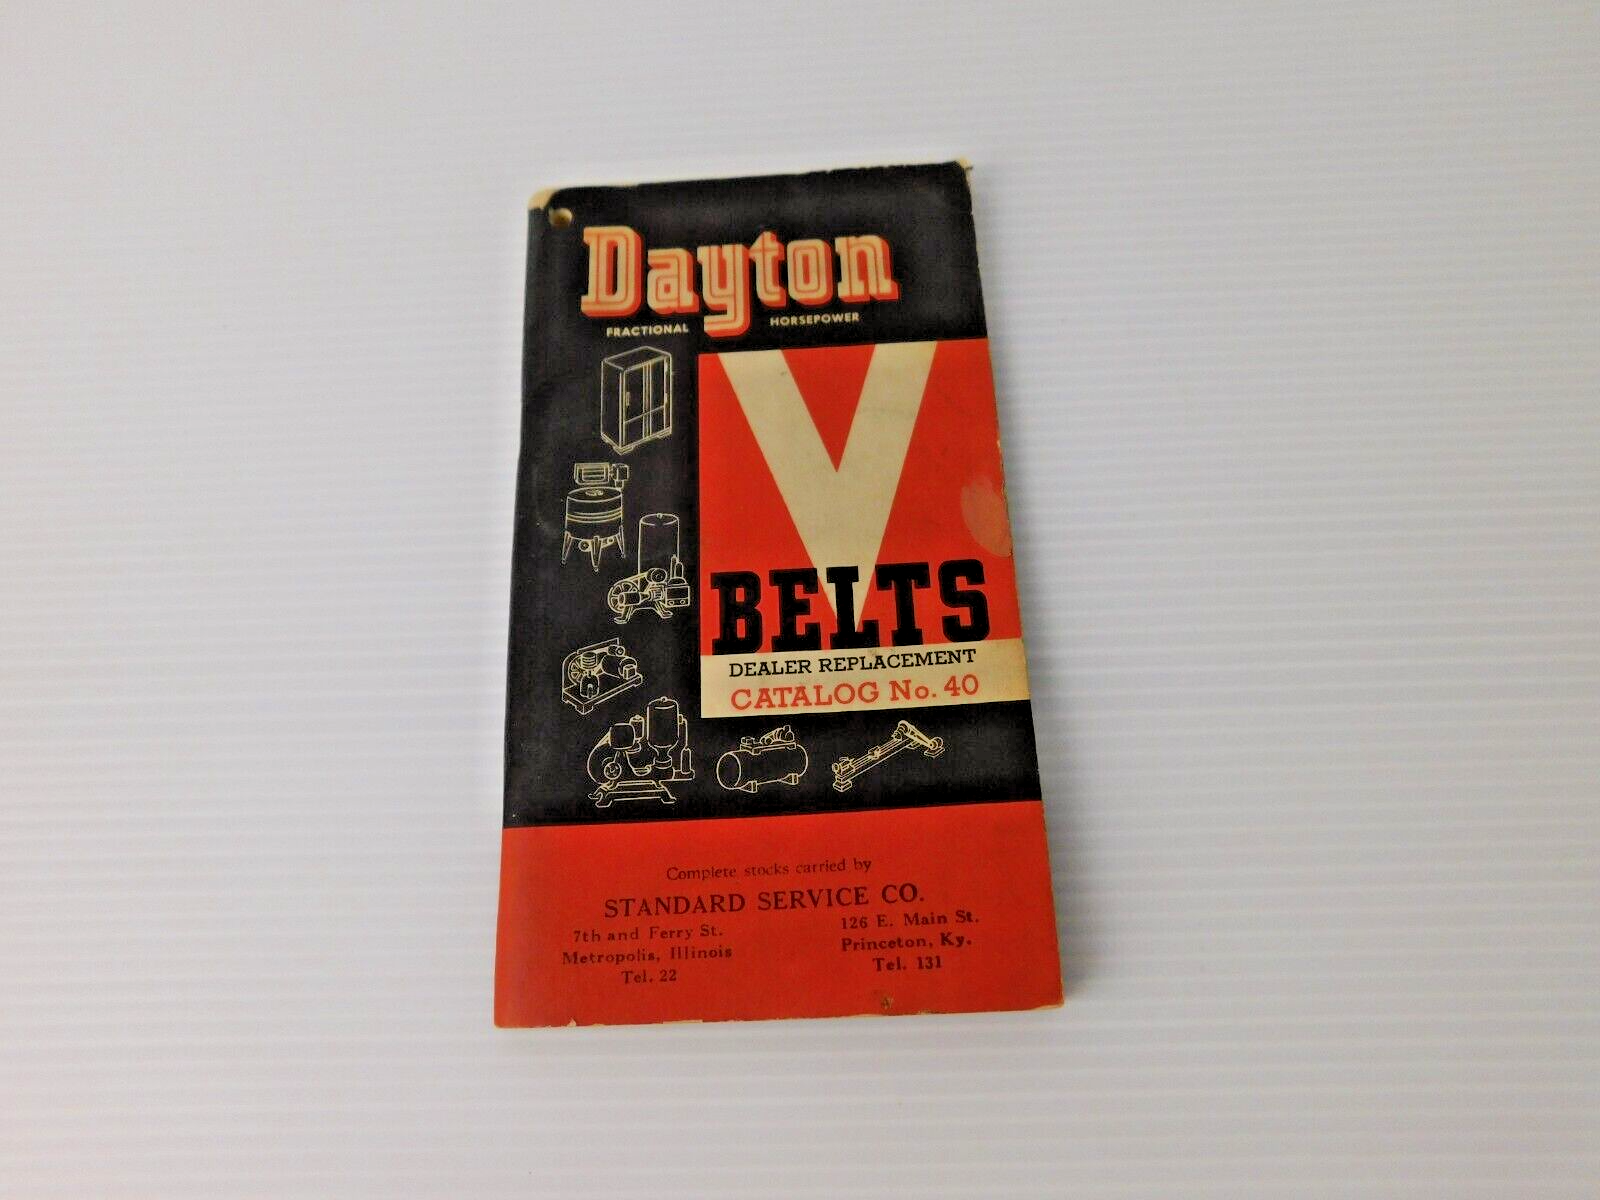 Dayton
FRACTIONAL HORSEPOWER
V
BELTS
DEALER REPLACEMENT
CATALOG No. 40
Complete stocks carried by
STANDARD SERVICE CO.
7th and Ferry St.
Metropolis, Illinois
Tel. 22
126 E. Main St.
Princeton, Ky.
Tel. 131